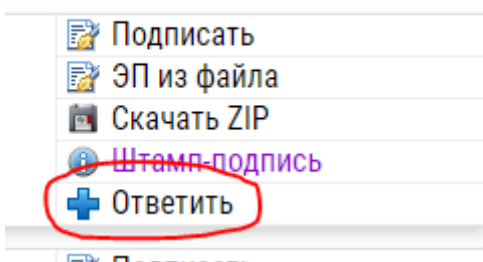 Подписать
ЭП из файла
Скачать ZIP
Штамп-подпись
Ответить